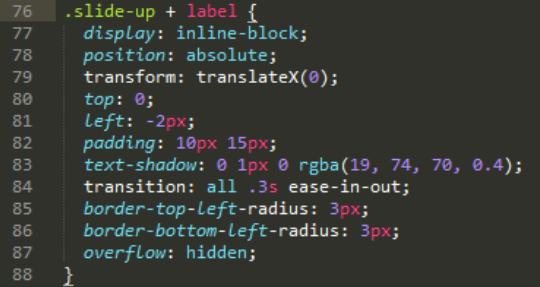 76 .slide-up + label {
77 display: inline-block;
78 position: absolute;
79 transform: translateX(0);
80 top: 0;
81 left: -2px;
82 padding: 10px 15px;
83 text-shadow: 0 1px 0 rgba(19, 74, 70, 0.4);
84 transition: all .3s ease-in-out;
85 border-top-left-radius: 3px;
86 border-bottom-left-radius: 3px;
87 overflow: hidden;
88 }